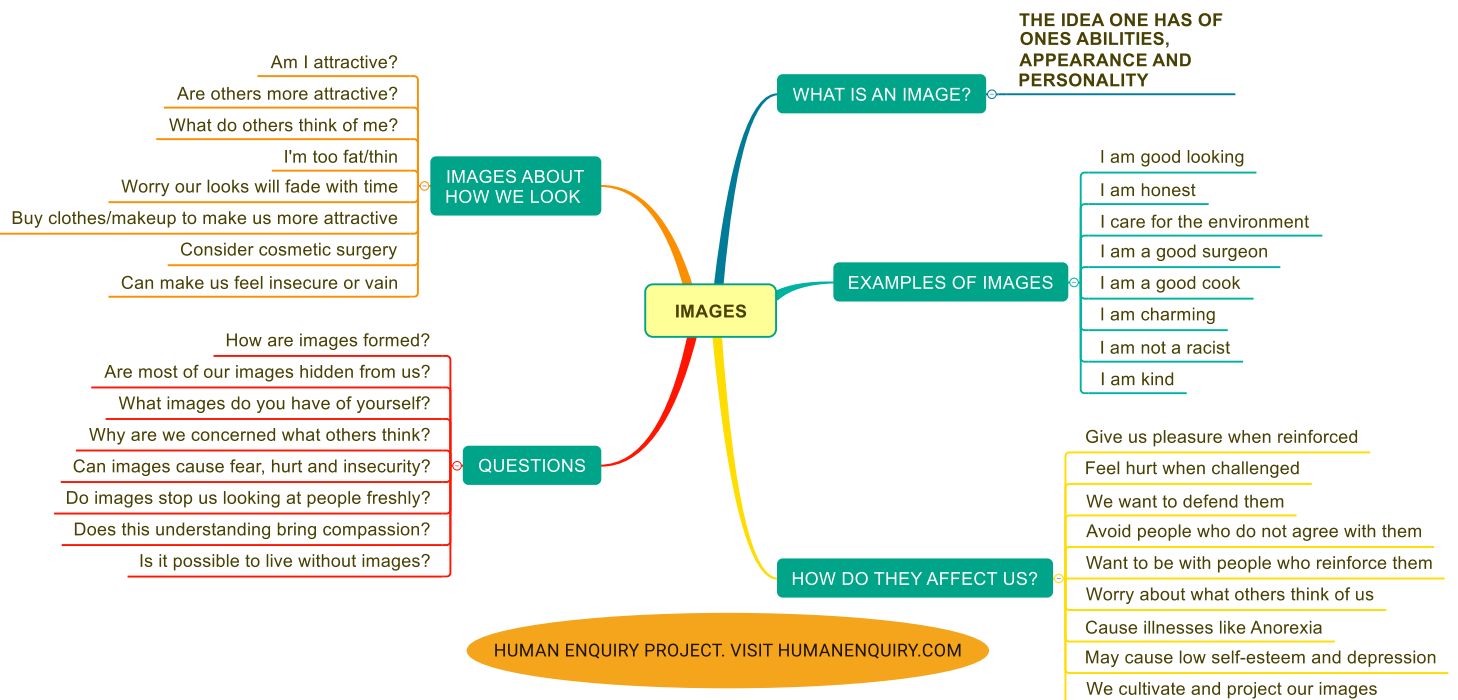 IMAGES
WHAT IS AN IMAGE?
THE IDEA ONE HAS OF
ONES ABILITIES,
APPEARANCE AND
PERSONALITY
EXAMPLES OF IMAGES
I am good looking
I am honest
I care for the environment
I am a good surgeon
I am a good cook
I am charming
I am not a racist
I am kind
HOW DO THEY AFFECT US?
Give us pleasure when reinforced
Feel hurt when challenged
We want to defend them
Avoid people who do not agree with them
Want to be with people who reinforce them
Worry about what others think of us
Cause illnesses like Anorexia
May cause low self-esteem and depression
We cultivate and project our images
IMAGES ABOUT
HOW WE LOOK
Am I attractive?
Are others more attractive?
What do others think of me?
I'm too fat/thin
Worry our looks will fade with time
Buy clothes/makeup to make us more attractive
Consider cosmetic surgery
Can make us feel insecure or vain
QUESTIONS
How are images formed?
Are most of our images hidden from us?
What images do you have of yourself?
Why are we concerned what others think?
Can images cause fear, hurt and insecurity?
Do images stop us looking at people freshly?
Does this understanding bring compassion?
Is it possible to live without images?
HUMAN ENQUIRY PROJECT. VISIT HUMANENQUIRY.COM